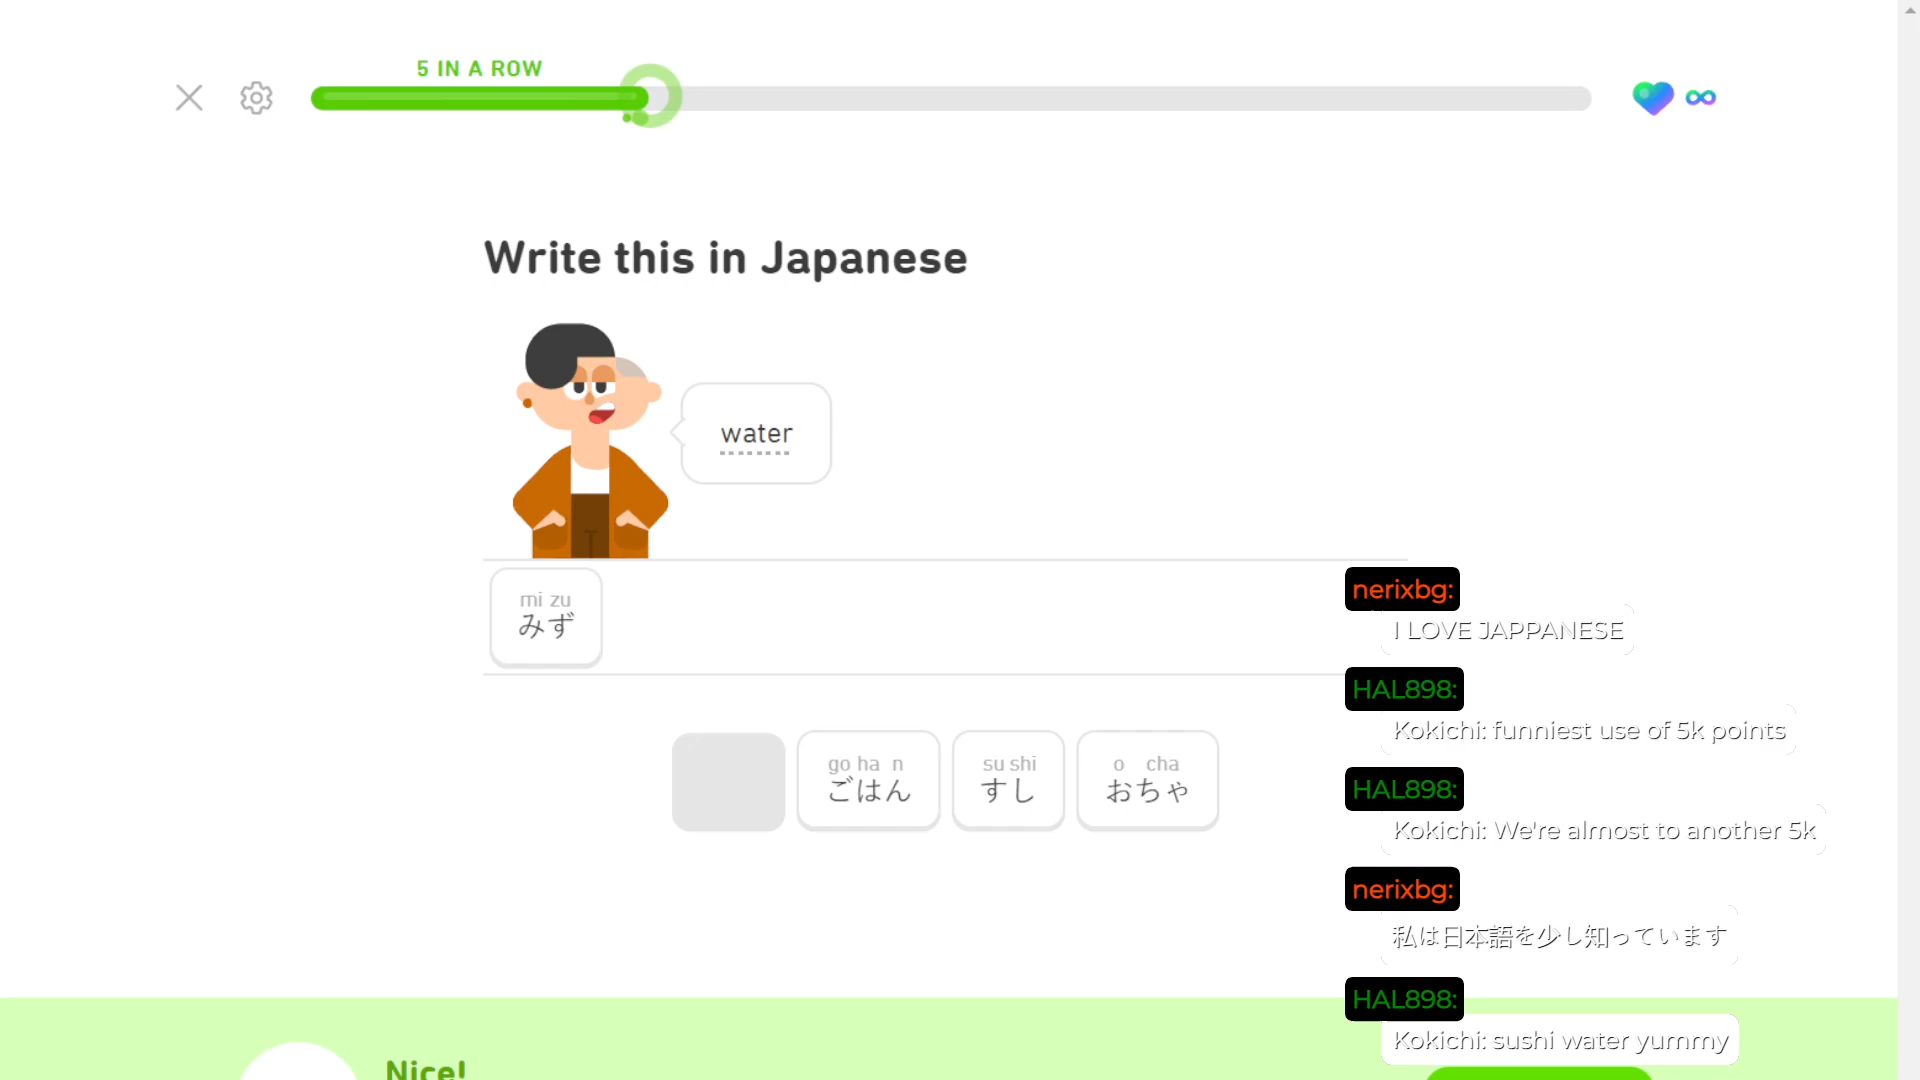 5 IN A ROW
Write this in Japanese
water
mi zu
みず
go ha n
ごはん
su shi
すし
o cha
おちゃ
nerixbg:
I LOVE JAPPANESE
HAL898:
Kokichi: funniest use of 5k points
HAL898:
Kokichi: We're almost to another 5k
nerixbg:
私は日本語を少し知っています
HAL898:
Kokichi: sushi water yummy
Nice!